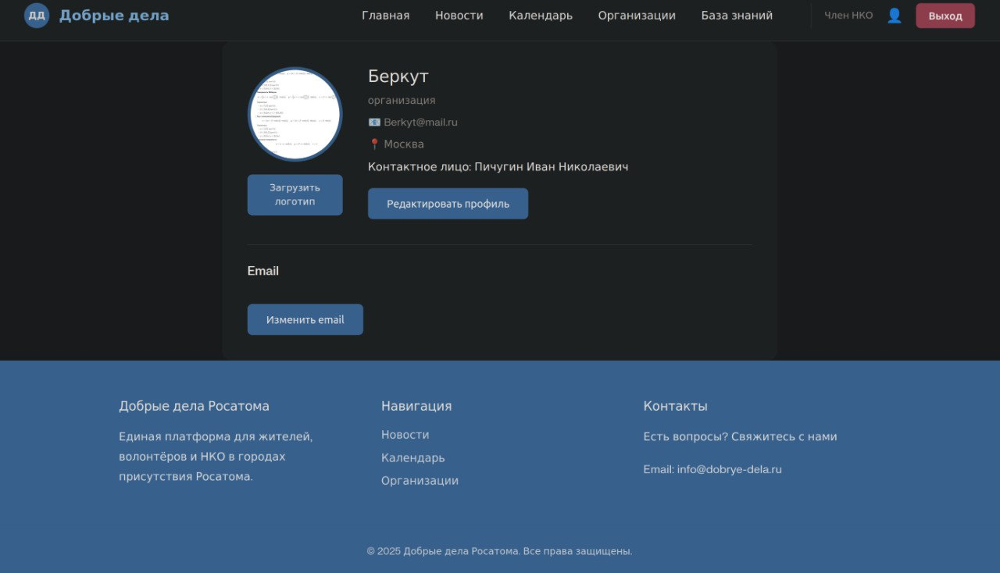 ДД Добрые дела
Главная Новости Календарь Организации База знаний Член НКО Выход
Беркут
организация
Berkyt@mail.ru
Москва
Контактное лицо: Пичугин Иван Николаевич
Загрузить
логотип
Редактировать профиль
Email
Изменить email
Добрые дела Росатома
Единая платформа для жителей,
волонтёров и НКО в городах
присутствия Росатома.
Навигация
Новости
Календарь
Организации
Контакты
Есть вопросы? Свяжитесь с нами
Email: info@dobrye-dela.ru
© 2025 Добрые дела Росатома. Все права защищены.